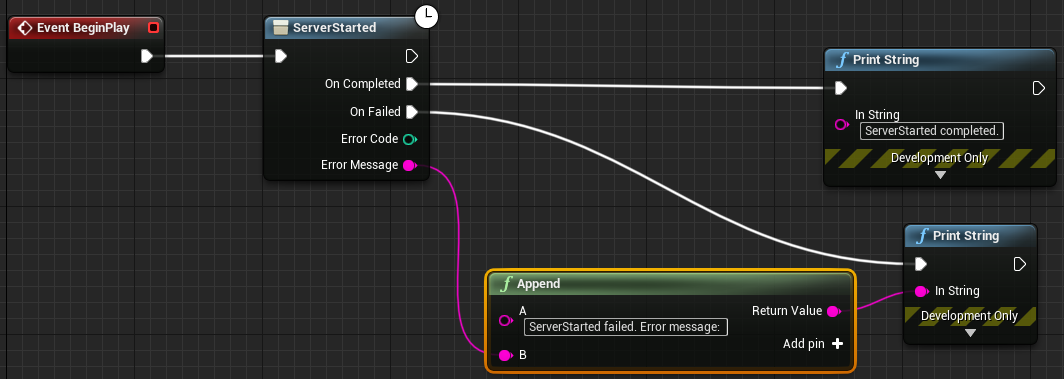 Event BeginPlay
ServerStarted
On Completed
On Failed
Error Code
Error Message
f Print String
In String
ServerStarted completed.
Development Only
f Print String
In String
Development Only
f Append
A
ServerStarted failed. Error message:
Return Value
Add pin +
B